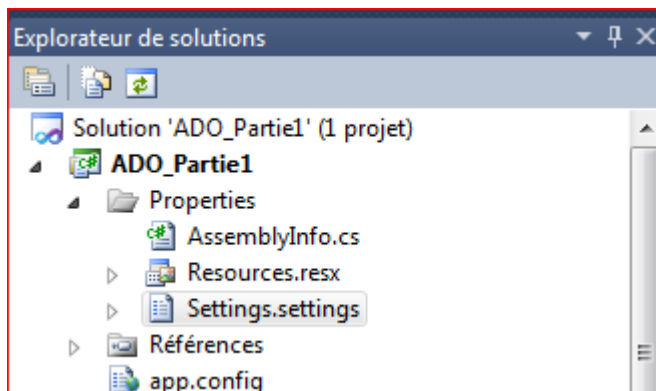 Explorateur de solutions
Solution 'ADO_Partie1' (1 projet)
ADO_Partie1
Properties
AssemblyInfo.cs
Resources.resx
Settings.settings
Références
app.config